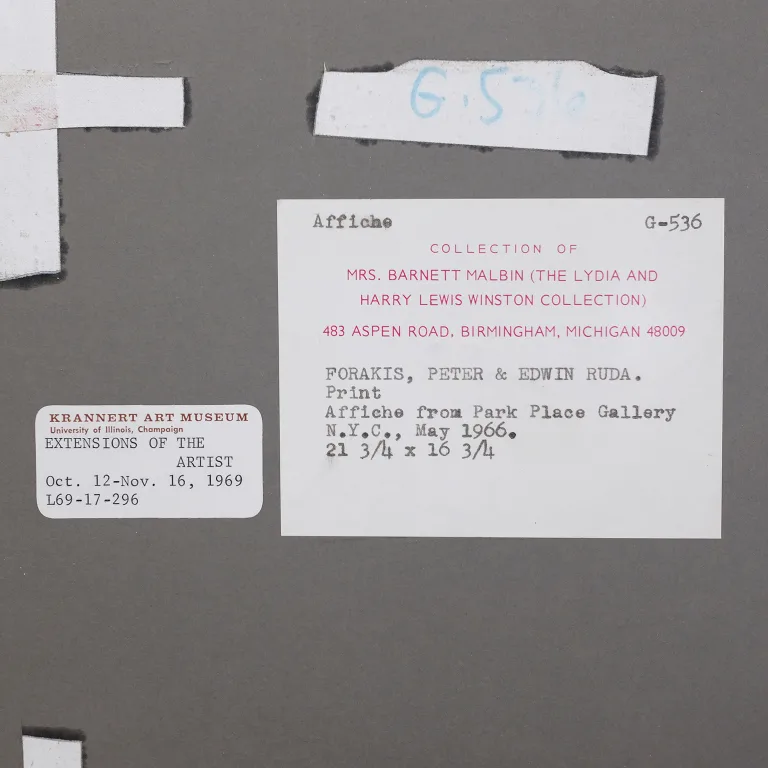 G.536
Affiche G-536
COLLECTION OF
MRS. BARNETT MALBIN (THE LYDIA AND
HARRY LEWIS WINSTON COLLECTION)
483 ASPEN ROAD, BIRMINGHAM, MICHIGAN 48009
FORAKIS, PETER & EDWIN RUDA.
Print
Affiche from Park Place Gallery
N.Y.C., May 1966.
21 3/4 x 16 3/4
KRANNERT ART MUSEUM
University of Illinois, Champaign
EXTENSIONS OF THE
ARTIST
Oct. 12-Nov. 16, 1969
L69-17-296